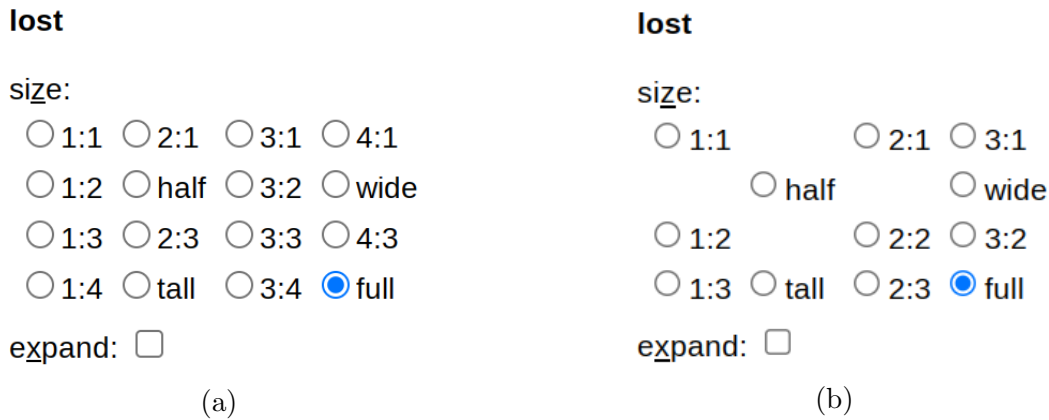 lost
size:
1:1 2:1 3:1 4:1
1:2 half 3:2 wide
1:3 2:3 3:3 4:3
1:4 tall 3:4 full
expand:
(a)
lost
size:
1:1 2:1 3:1
half wide
1:2 2:2 3:2
1:3 tall 2:3 full
expand:
(b)